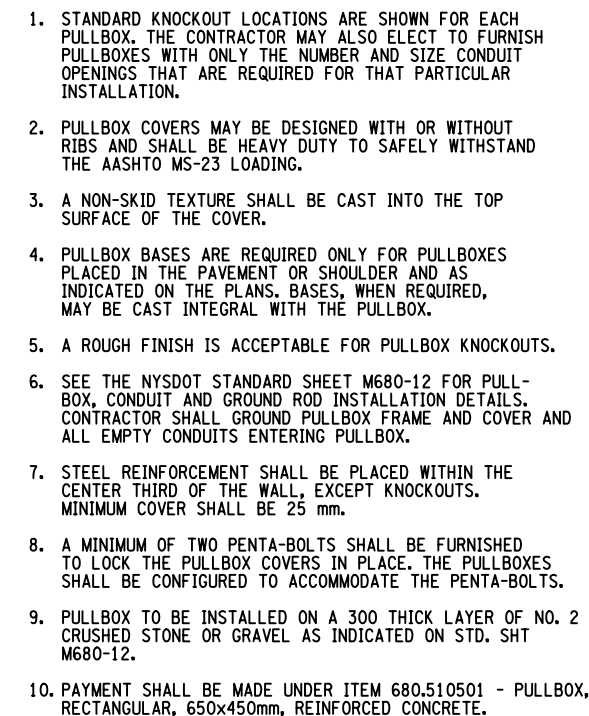 1. STANDARD KNOCKOUT LOCATIONS ARE SHOWN FOR EACH
PULLBOX. THE CONTRACTOR MAY ALSO ELECT TO FURNISH
PULLBOXES WITH ONLY THE NUMBER AND SIZE CONDUIT
OPENINGS THAT ARE REQUIRED FOR THAT PARTICULAR
INSTALLATION.
2. PULLBOX COVERS MAY BE DESIGNED WITH OR WITHOUT
RIBS AND SHALL BE HEAVY DUTY TO SAFELY WITHSTAND
THE AASHTO MS-23 LOADING.
3. A NON-SKID TEXTURE SHALL BE CAST INTO THE TOP
SURFACE OF THE COVER.
4. PULLBOX BASES ARE REQUIRED ONLY FOR PULLBOXES
PLACED IN THE PAVEMENT OR SHOULDER AND AS
INDICATED ON THE PLANS. BASES, WHEN REQUIRED,
MAY BE CAST INTEGRAL WITH THE PULLBOX.
5. A ROUGH FINISH IS ACCEPTABLE FOR PULLBOX KNOCKOUTS.
6. SEE THE NYSDOT STANDARD SHEET M680-12 FOR PULL-
BOX, CONDUIT AND GROUND ROD INSTALLATION DETAILS.
CONTRACTOR SHALL GROUND PULLBOX FRAME AND COVER AND
ALL EMPTY CONDUITS ENTERING PULLBOX.
7. STEEL REINFORCEMENT SHALL BE PLACED WITHIN THE
CENTER THIRD OF THE WALL, EXCEPT KNOCKOUTS.
MINIMUM COVER SHALL BE 25 mm.
8. A MINIMUM OF TWO PENTA-BOLTS SHALL BE FURNISHED
TO LOCK THE PULLBOX COVERS IN PLACE. THE PULLBOXES
SHALL BE CONFIGURED TO ACCOMMODATE THE PENTA-BOLTS.
9. PULLBOX TO BE INSTALLED ON A 300 THICK LAYER OF NO. 2
CRUSHED STONE OR GRAVEL AS INDICATED ON STD. SHT
M680-12.
10. PAYMENT SHALL BE MADE UNDER ITEM 680.510501 - PULLBOX,
RECTANGULAR, 650x450mm, REINFORCED CONCRETE.